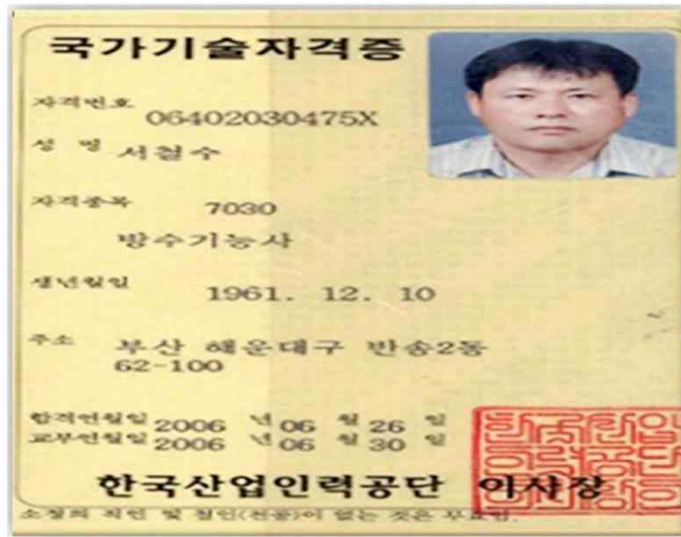 국가기술자격증
자격번호 06402030475X
성 명 서철수
자격종목 7030
방수기능사
생년월일 1961. 12. 10
주소 부산 해운대구 반송2동
62-100
합격연월일 2006 년 06 월 26 일
교부연월일 2006 년 06 월 30 일
한국산업인력공단 이사장
소정의 직인 및 철인(천공)이 없는 것은 무효임.